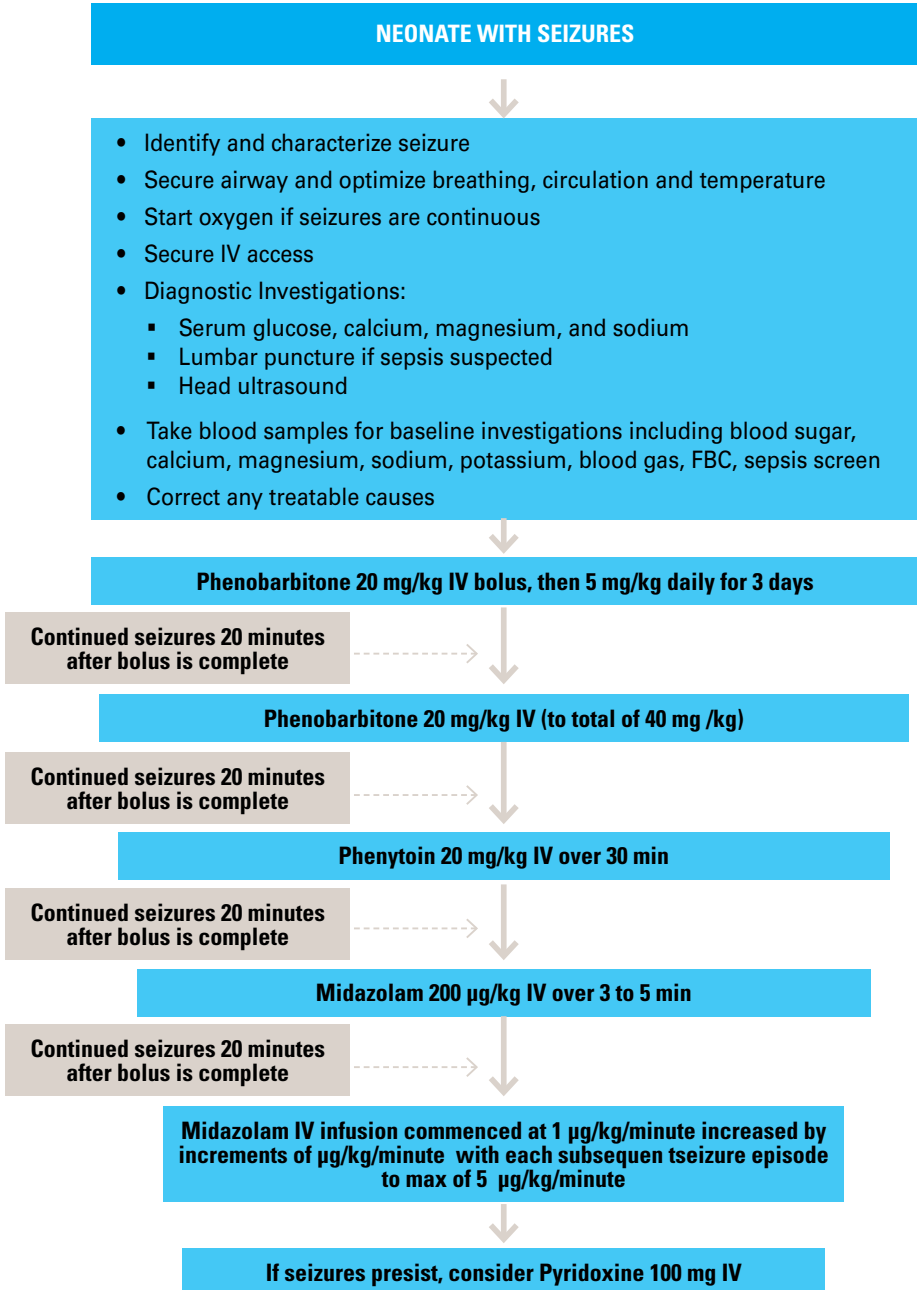 NEONATE WITH SEIZURES
• Identify and characterize seizure
• Secure airway and optimize breathing, circulation and temperature
• Start oxygen if seizures are continuous
• Secure IV access
• Diagnostic Investigations:
▪ Serum glucose, calcium, magnesium, and sodium
▪ Lumbar puncture if sepsis suspected
▪ Head ultrasound
• Take blood samples for baseline investigations including blood sugar,
calcium, magnesium, sodium, potassium, blood gas, FBC, sepsis screen
• Correct any treatable causes
Phenobarbitone 20 mg/kg IV bolus, then 5 mg/kg daily for 3 days
Continued seizures 20 minutes
after bolus is complete
Phenobarbitone 20 mg/kg IV (to total of 40 mg /kg)
Continued seizures 20 minutes
after bolus is complete
Phenytoin 20 mg/kg IV over 30 min
Continued seizures 20 minutes
after bolus is complete
Midazolam 200 µg/kg IV over 3 to 5 min
Continued seizures 20 minutes
after bolus is complete
Midazolam IV infusion commenced at 1 µg/kg/minute increased by
increments of µg/kg/minute with each subsequen tseizure episode
to max of 5 µg/kg/minute
If seizures presist, consider Pyridoxine 100 mg IV